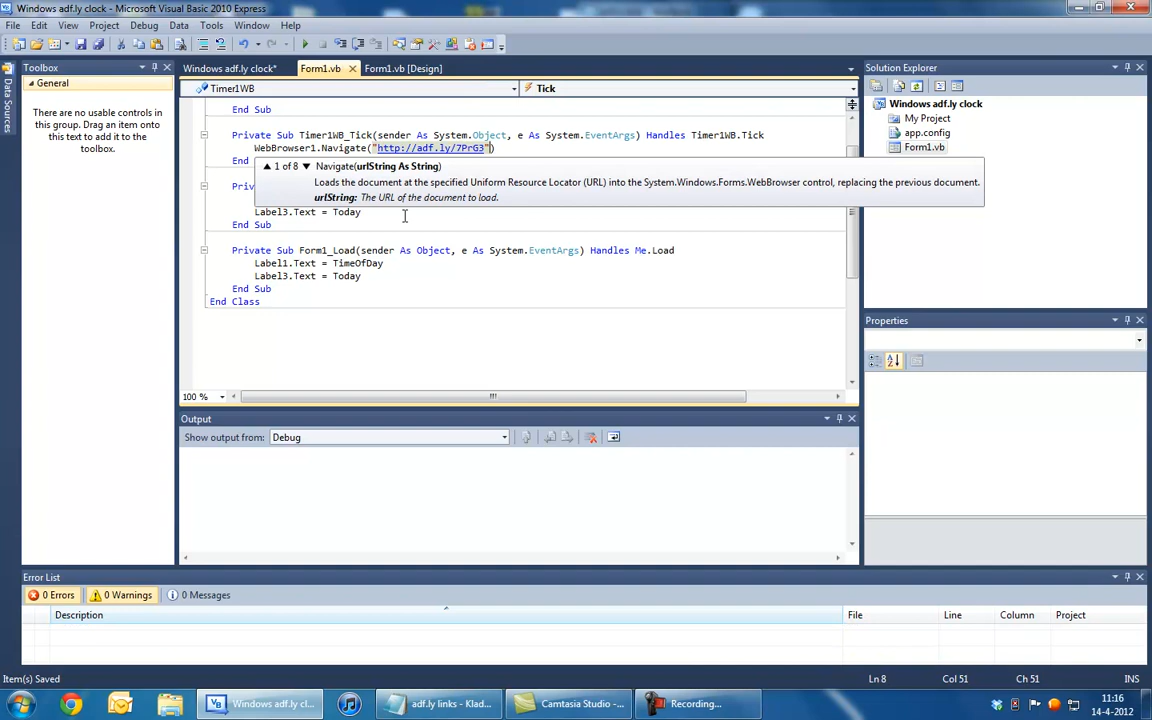 Windows adf.ly clock - Microsoft Visual Basic 2010 Express
File Edit View Project Debug Data Tools Window Help
Toolbox
General
There are no usable controls in
this group. Drag an item onto
this text to add it to the
toolbox.
Data Sources
Windows adf.ly clock* Form1.vb Form1.vb [Design]
Timer1WB Tick
End Sub
Private Sub Timer1WB_Tick(sender As System.Object, e As System.EventArgs) Handles Timer1WB.Tick
WebBrowser1.Navigate("http://adf.ly/7PrG3")
End
1 of 8 Navigate(urlString As String)
Loads the document at the specified Uniform Resource Locator (URL) into the System.Windows.Forms.WebBrowser control, replacing the previous document.
urlString: The URL of the document to load.
Label3.Text = Today
End Sub
Private Sub Form1_Load(sender As Object, e As System.EventArgs) Handles Me.Load
Label1.Text = TimeOfDay
Label3.Text = Today
End Sub
End Class
100 %
Solution Explorer
Windows adf.ly clock
My Project
app.config
Form1.vb
Properties
Output
Show output from: Debug
Error List
0 Errors 0 Warnings 0 Messages
Description File Line Column Project
Item(s) Saved Ln 8 Col 51 Ch 51 INS
Windows adf.ly cl... adf.ly links - Klad... Camtasia Studio -... Recording...
11:16
14-4-2012